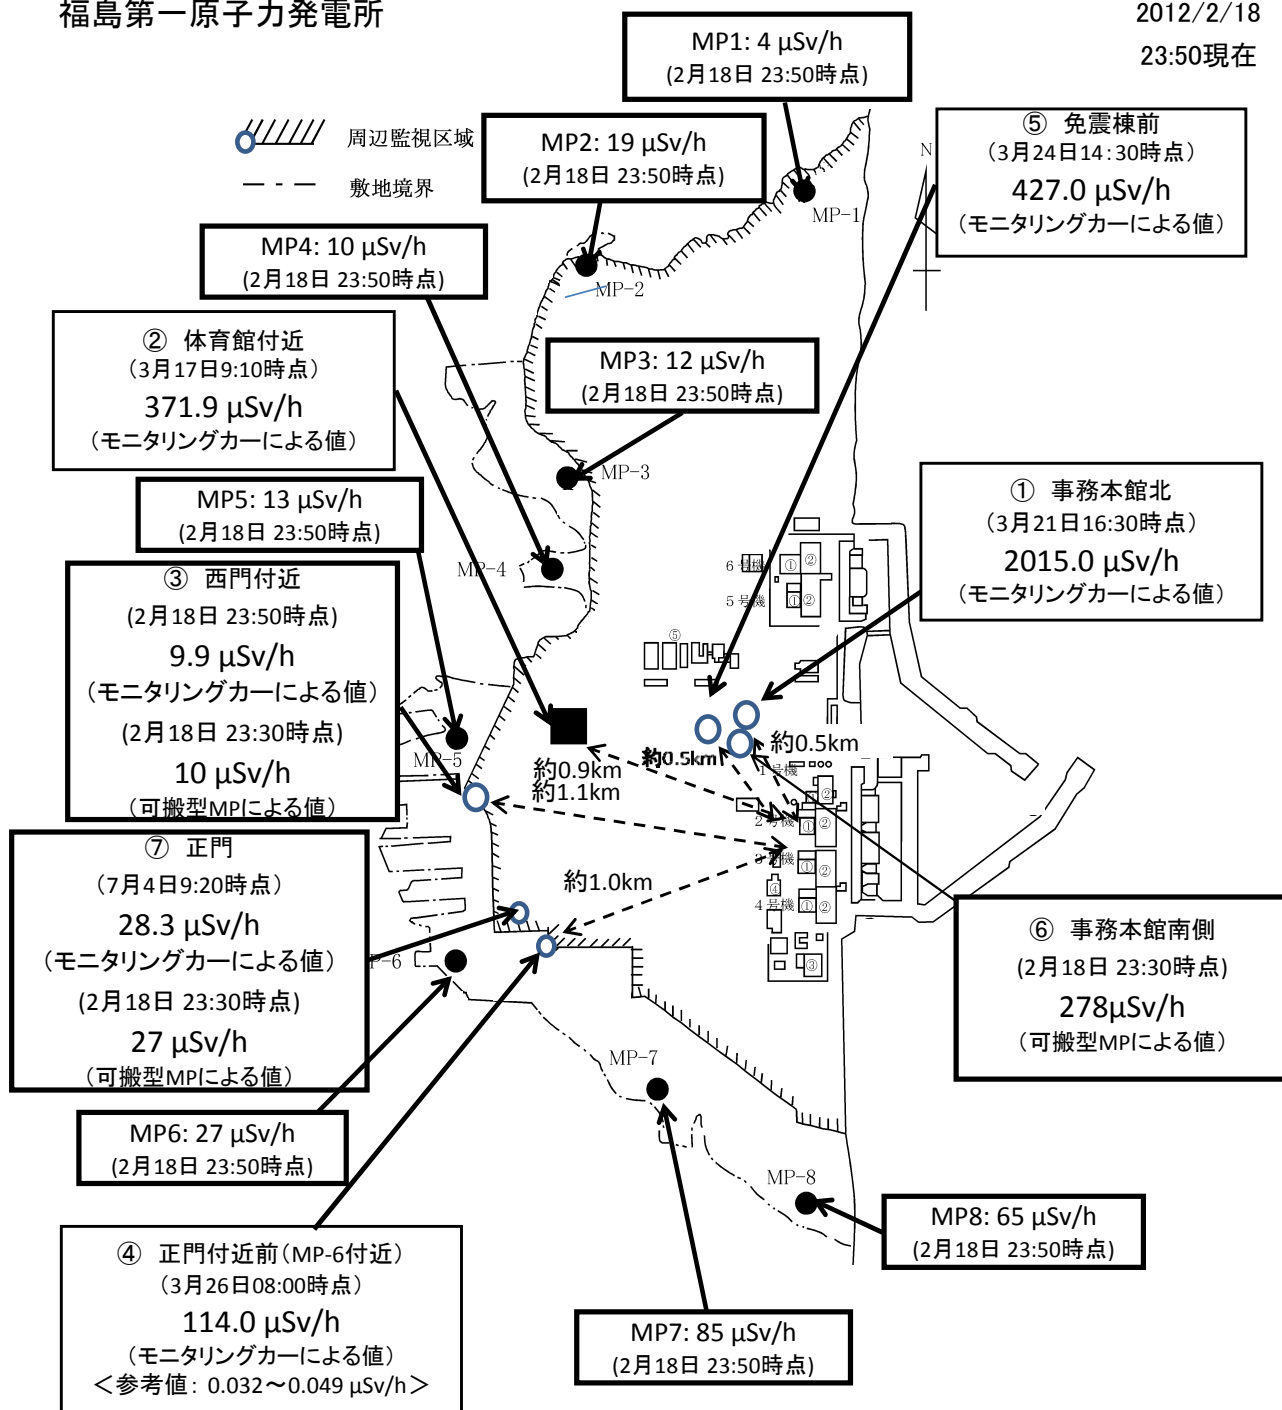 福島第一原子力発電所
2012/2/18
23:50現在
周辺監視区域
敷地境界
MP1: 4 μSv/h
(2月18日 23:50時点)
MP2: 19 μSv/h
(2月18日 23:50時点)
MP4: 10 μSv/h
(2月18日 23:50時点)
MP3: 12 μSv/h
(2月18日 23:50時点)
⑤ 免震棟前
(3月24日14:30時点)
427.0 μSv/h
(モニタリングカーによる値)
N
MP-1
MP-2
MP-3
MP-4
MP-5
P-6
MP-7
MP-8
② 体育館付近
(3月17日9:10時点)
371.9 μSv/h
(モニタリングカーによる値)
MP5: 13 μSv/h
(2月18日 23:50時点)
① 事務本館北
(3月21日16:30時点)
2015.0 μSv/h
(モニタリングカーによる値)
③ 西門付近
(2月18日 23:50時点)
9.9 μSv/h
(モニタリングカーによる値)
(2月18日 23:30時点)
10 μSv/h
(可搬型MPによる値)
6号機
① ②
5号機
① ②
⑤
約0.5km
約0.5km
約0.9km
約1.1km
約1.0km
1号機
②
2号機
① ②
3号機
① ②
④
4号機
① ②
③
⑦ 正門
(7月4日9:20時点)
28.3 μSv/h
(モニタリングカーによる値)
(2月18日 23:30時点)
27 μSv/h
(可搬型MPによる値)
⑥ 事務本館南側
(2月18日 23:30時点)
278μSv/h
(可搬型MPによる値)
MP6: 27 μSv/h
(2月18日 23:50時点)
MP8: 65 μSv/h
(2月18日 23:50時点)
④ 正門付近前(MP-6付近)
(3月26日08:00時点)
114.0 μSv/h
(モニタリングカーによる値)
<参考値: 0.032～0.049 μSv/h>
MP7: 85 μSv/h
(2月18日 23:50時点)